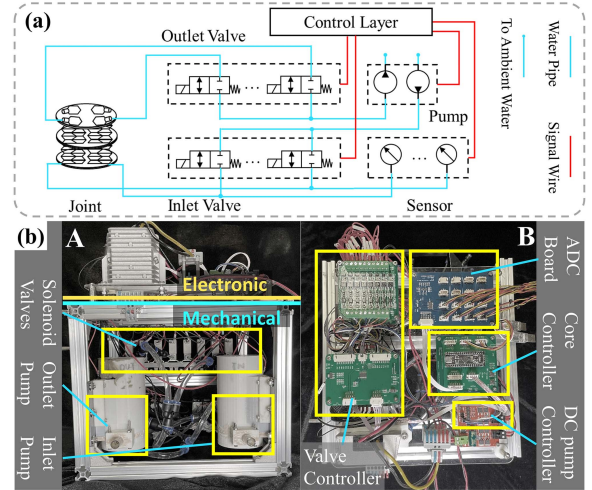 (a)
Control Layer
Outlet Valve
Pump
Joint
Inlet Valve
Sensor
To Ambient
Water
Water Pipe
Signal Wire
(b)
A
Electronic
Mechanical
Solenoid
Valves
Outlet
Pump
Inlet
Pump
B
ADC
Board
Core
Controller
DC pump
Controller
Valve
Controller